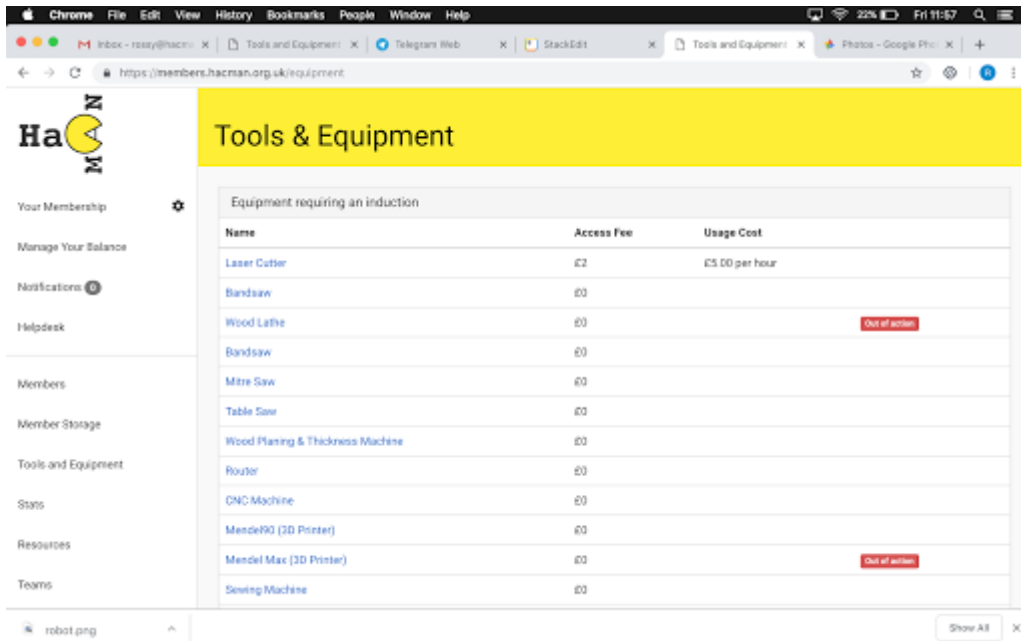 Chrome File Edit View History Bookmarks People Window Help 22% Fri 11:57
Tools and Equipment Telegram Web StackEdit Tools and Equipment Photos - Google Pho
https://members.hacman.org.uk/equipment R
Ha
MAN
Tools & Equipment
Your Membership
Manage Your Balance
Notifications 0
Helpdesk
Members
Member Storage
Tools and Equipment
Stats
Resources
Teams
Equipment requiring an induction
Name Access Fee Usage Cost
Laser Cutter £2 £5.00 per hour
Bandsaw £0
Wood Lathe £0 Out of action
Bandsaw £0
Mitre Saw £0
Table Saw £0
Wood Planing & Thickness Machine £0
Router £0
CNC Machine £0
Mendel90 (3D Printer) £0
Mendel Max (3D Printer) £0 Out of action
Sewing Machine £0
robot.png Show All